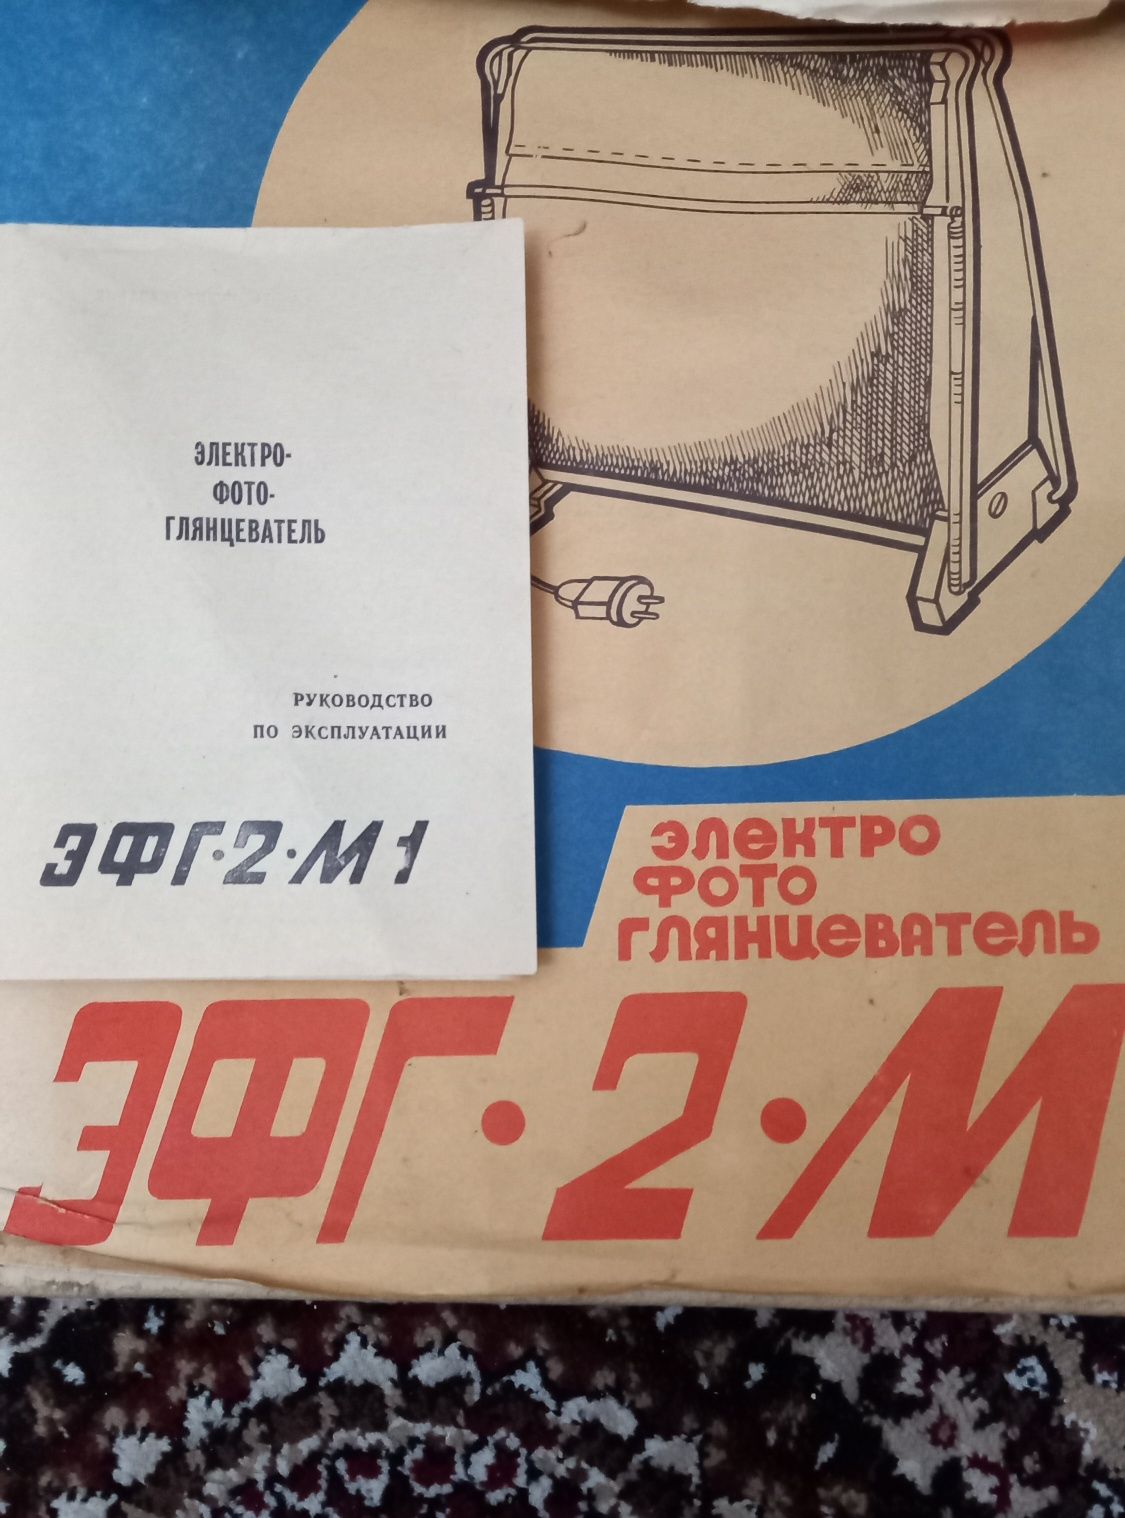 ЭЛЕКТРО-
ФОТО-
ГЛЯНЦЕВАТЕЛЬ
РУКОВОДСТВО
ПО ЭКСПЛУАТАЦИИ
ЭФГ·2·М1
ЭЛЕКТРО
ФОТО
ГЛЯНЦЕВАТЕЛЬ
ЭФГ·2·М